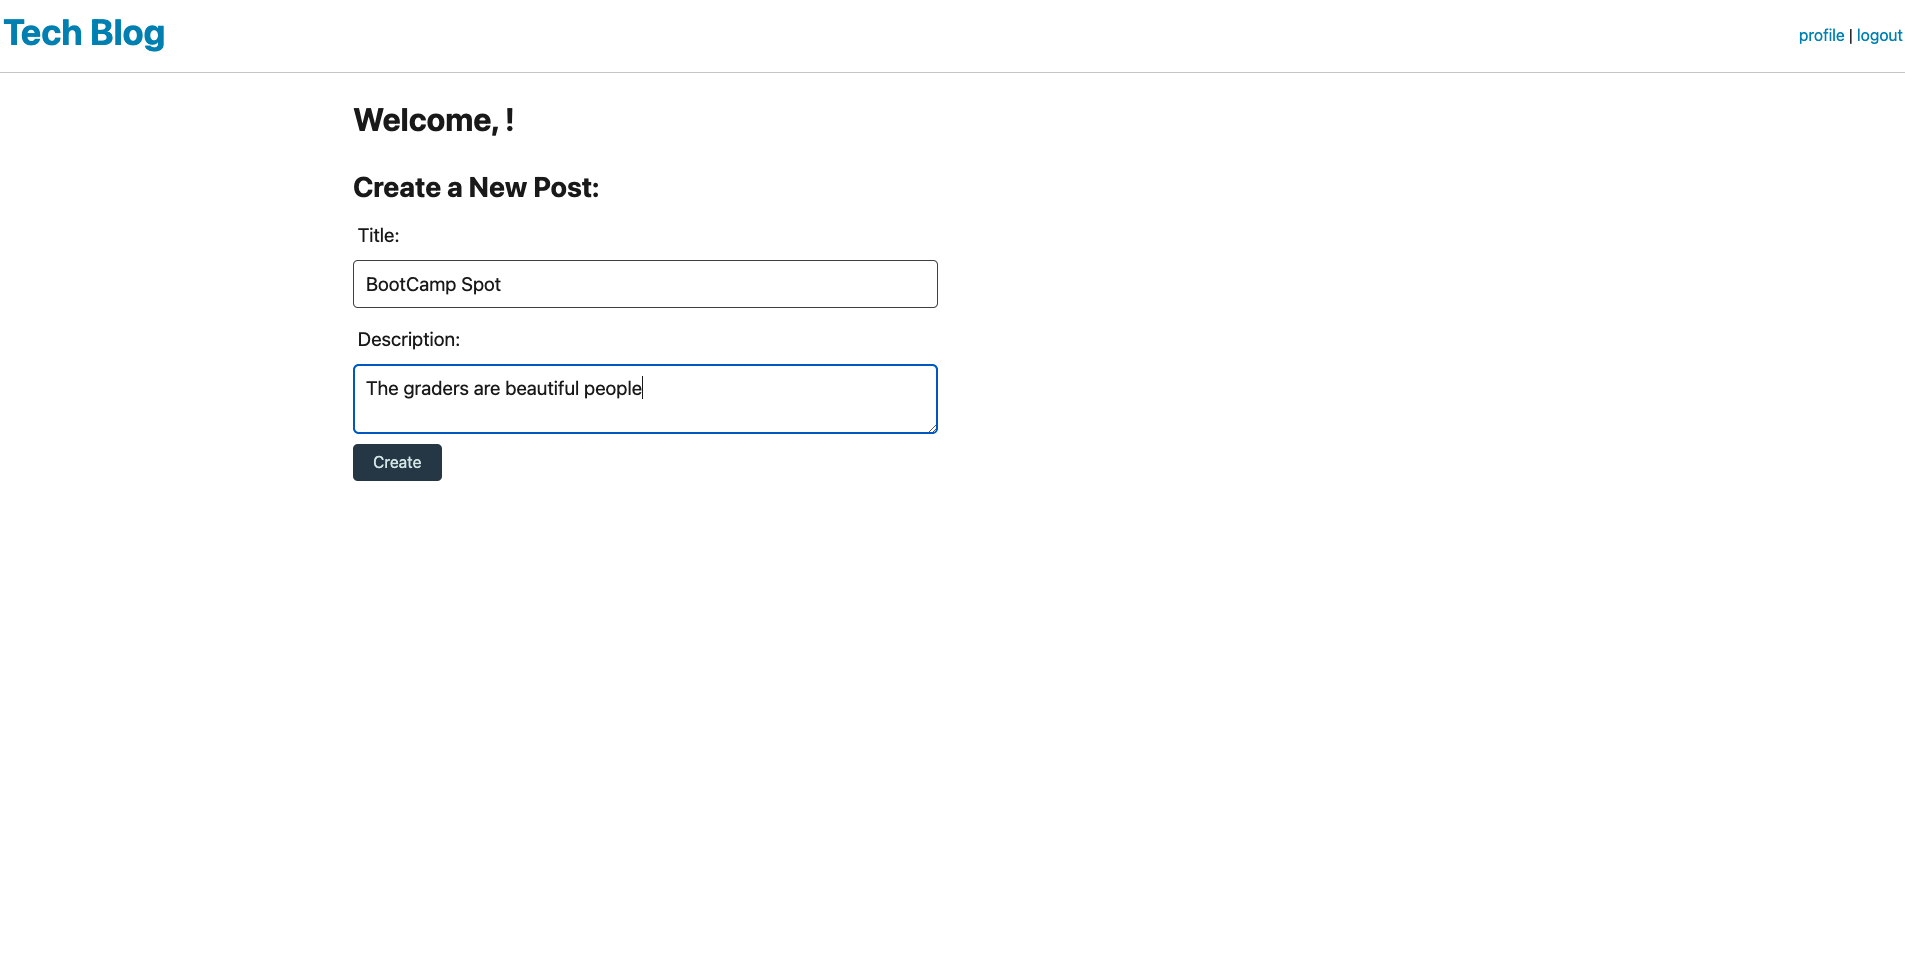 Tech Blog
profile | logout
Welcome, !
Create a New Post:
Title:
BootCamp Spot
Description:
The graders are beautiful people
Create